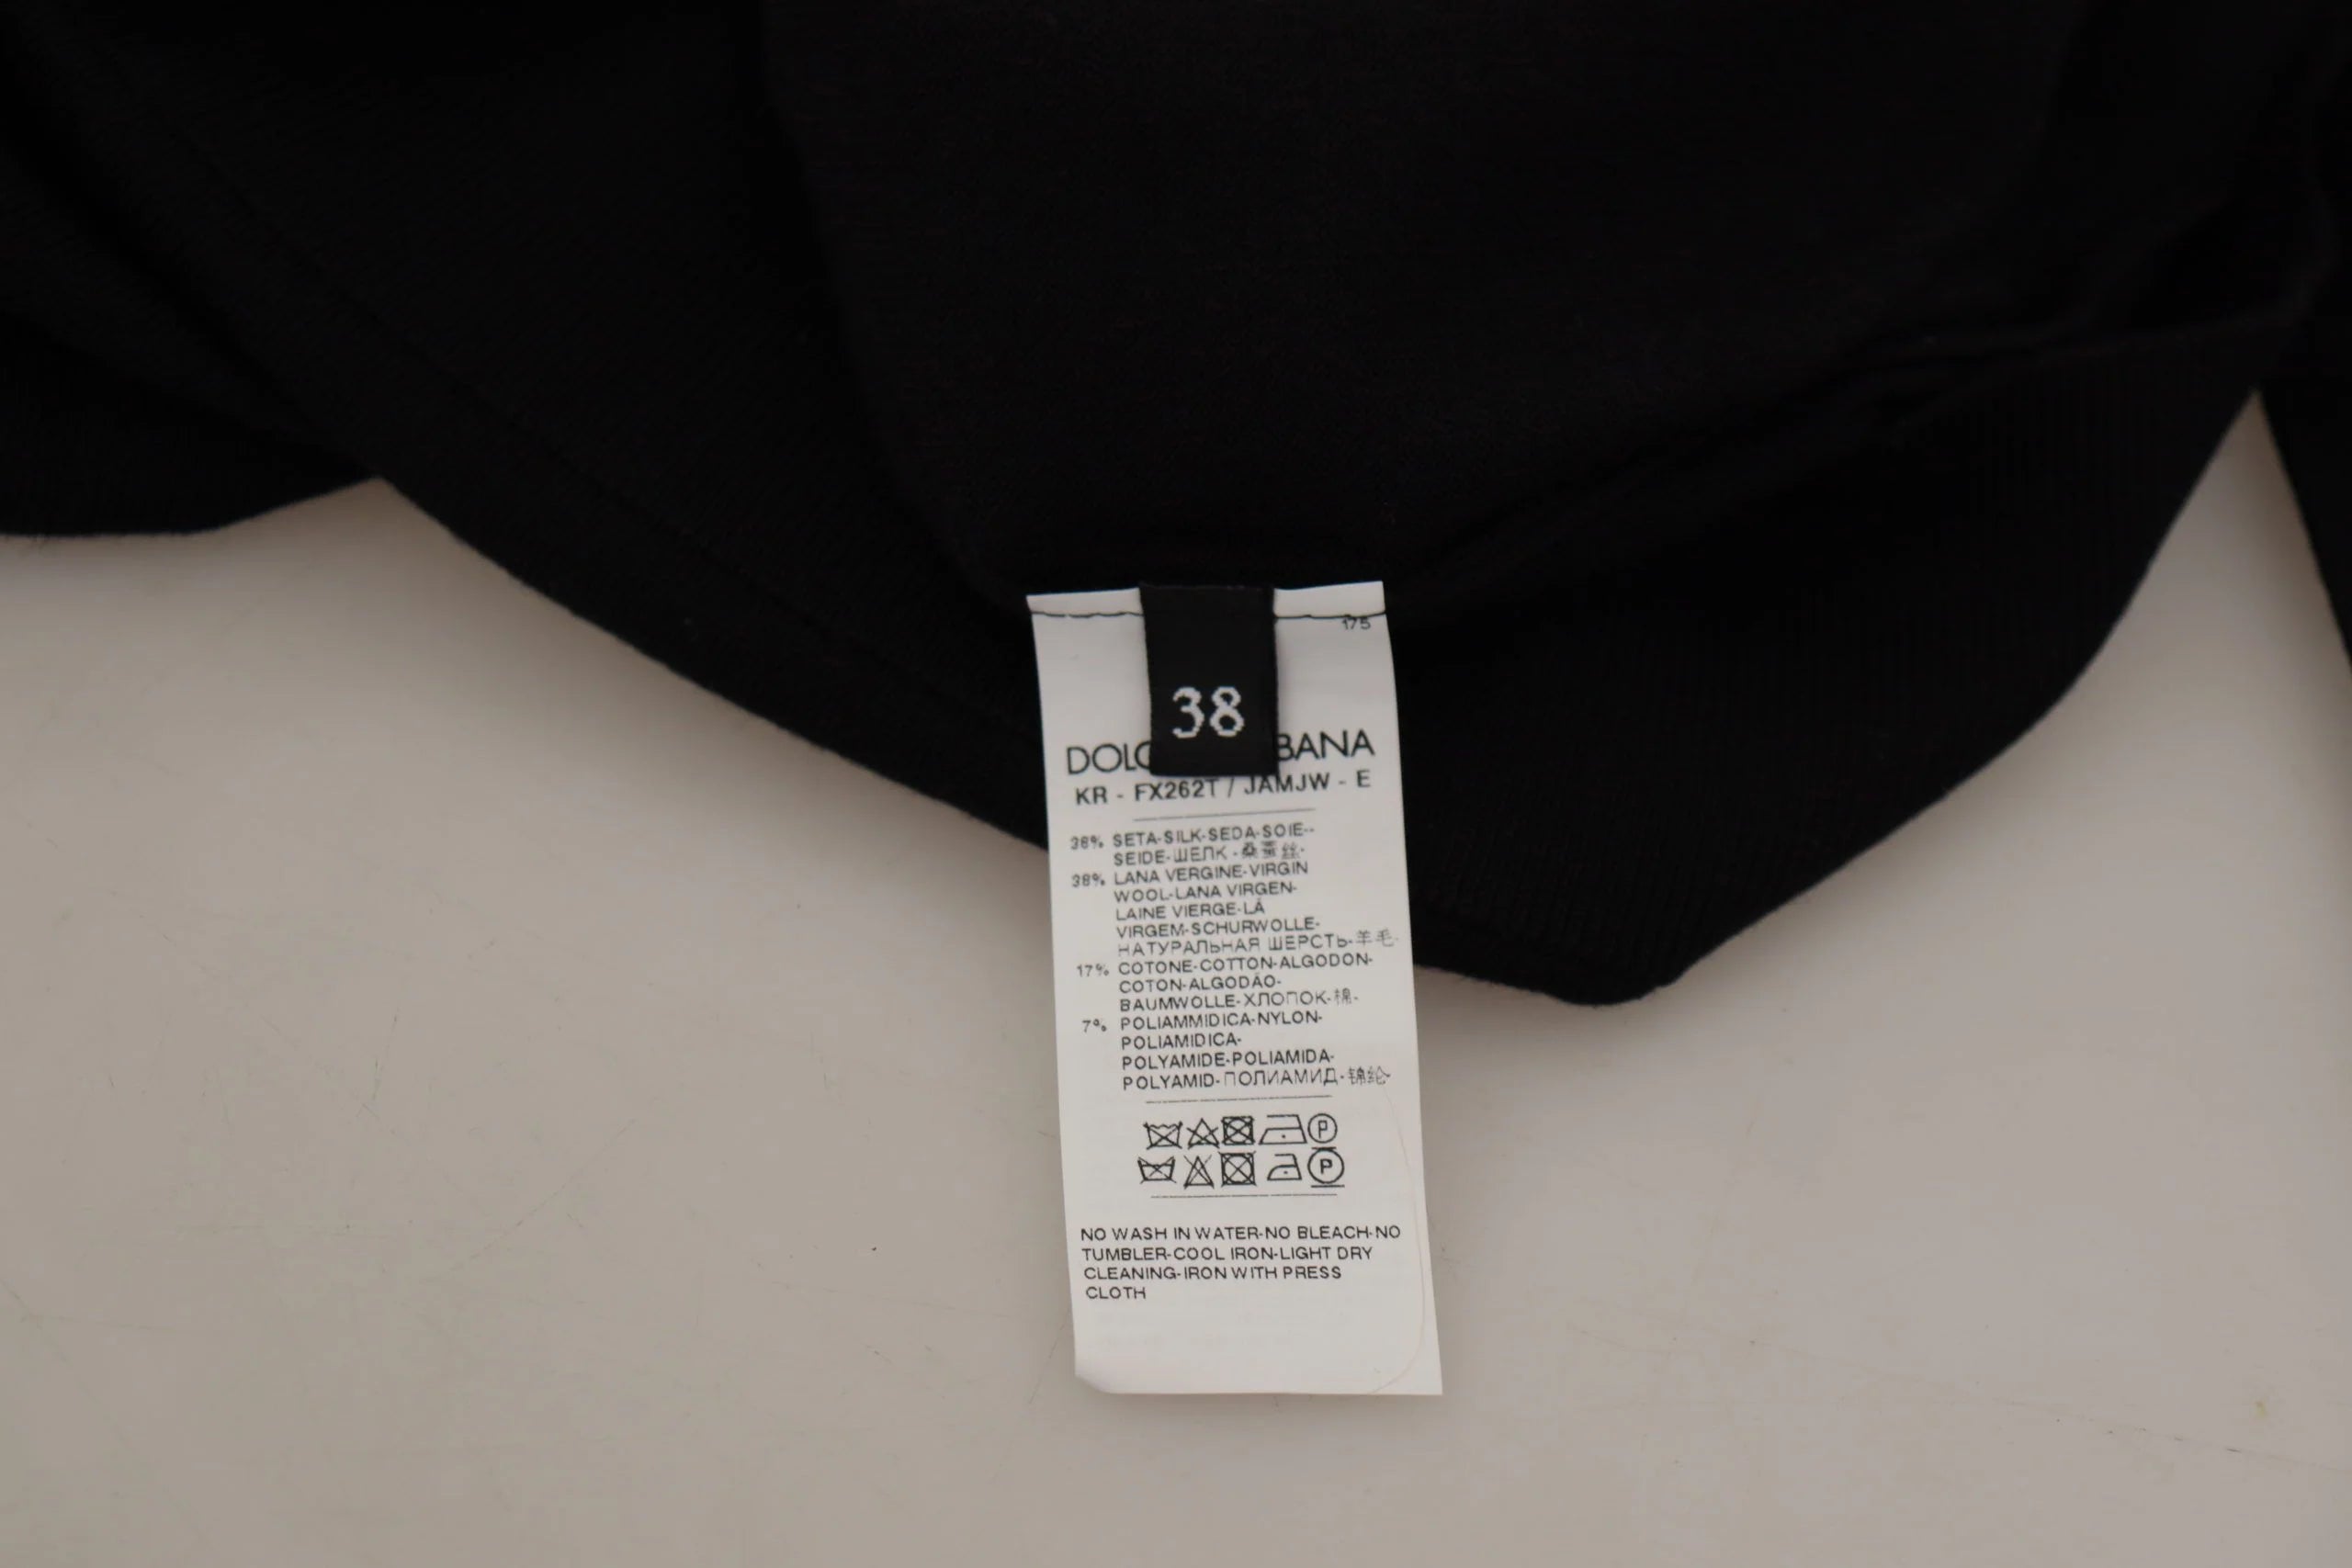 175
38
DOLC BANA
KR - FX262T / JAMJW - E
38% SETA-SILK-SEDA-SOIE--
SEIDE-ШЕЛК-桑蚕丝-
38% LANA VERGINE-VIRGIN
WOOL-LANA VIRGEN-
LAINE VIERGE-LÃ
VIRGEM-SCHURWOLLE-
НАТУРАЛЬНАЯ ШЕРСТЬ-羊毛-
17% COTONE-COTTON-ALGODON-
COTON-ALGODÃO-
BAUMWOLLE-ХЛОПОК-棉-
7% POLIAMMIDICA-NYLON-
POLIAMIDICA-
POLYAMIDE-POLIAMIDA-
POLYAMID-ПОЛИАМИД-锦纶-
P
P
NO WASH IN WATER-NO BLEACH-NO
TUMBLER-COOL IRON-LIGHT DRY
CLEANING-IRON WITH PRESS
CLOTH